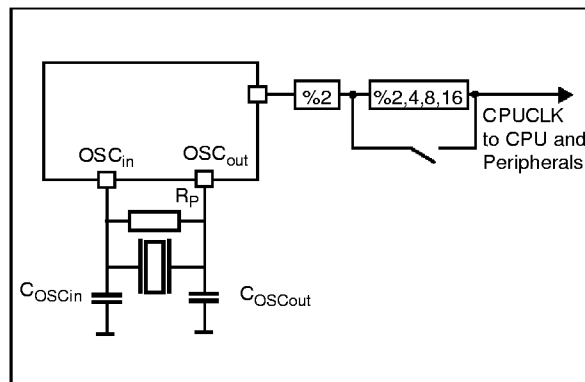 %2
%2,4,8,16
CPUCLK
to CPU and
Peripherals
OSCin
OSCout
RP
COSCin
COSCout